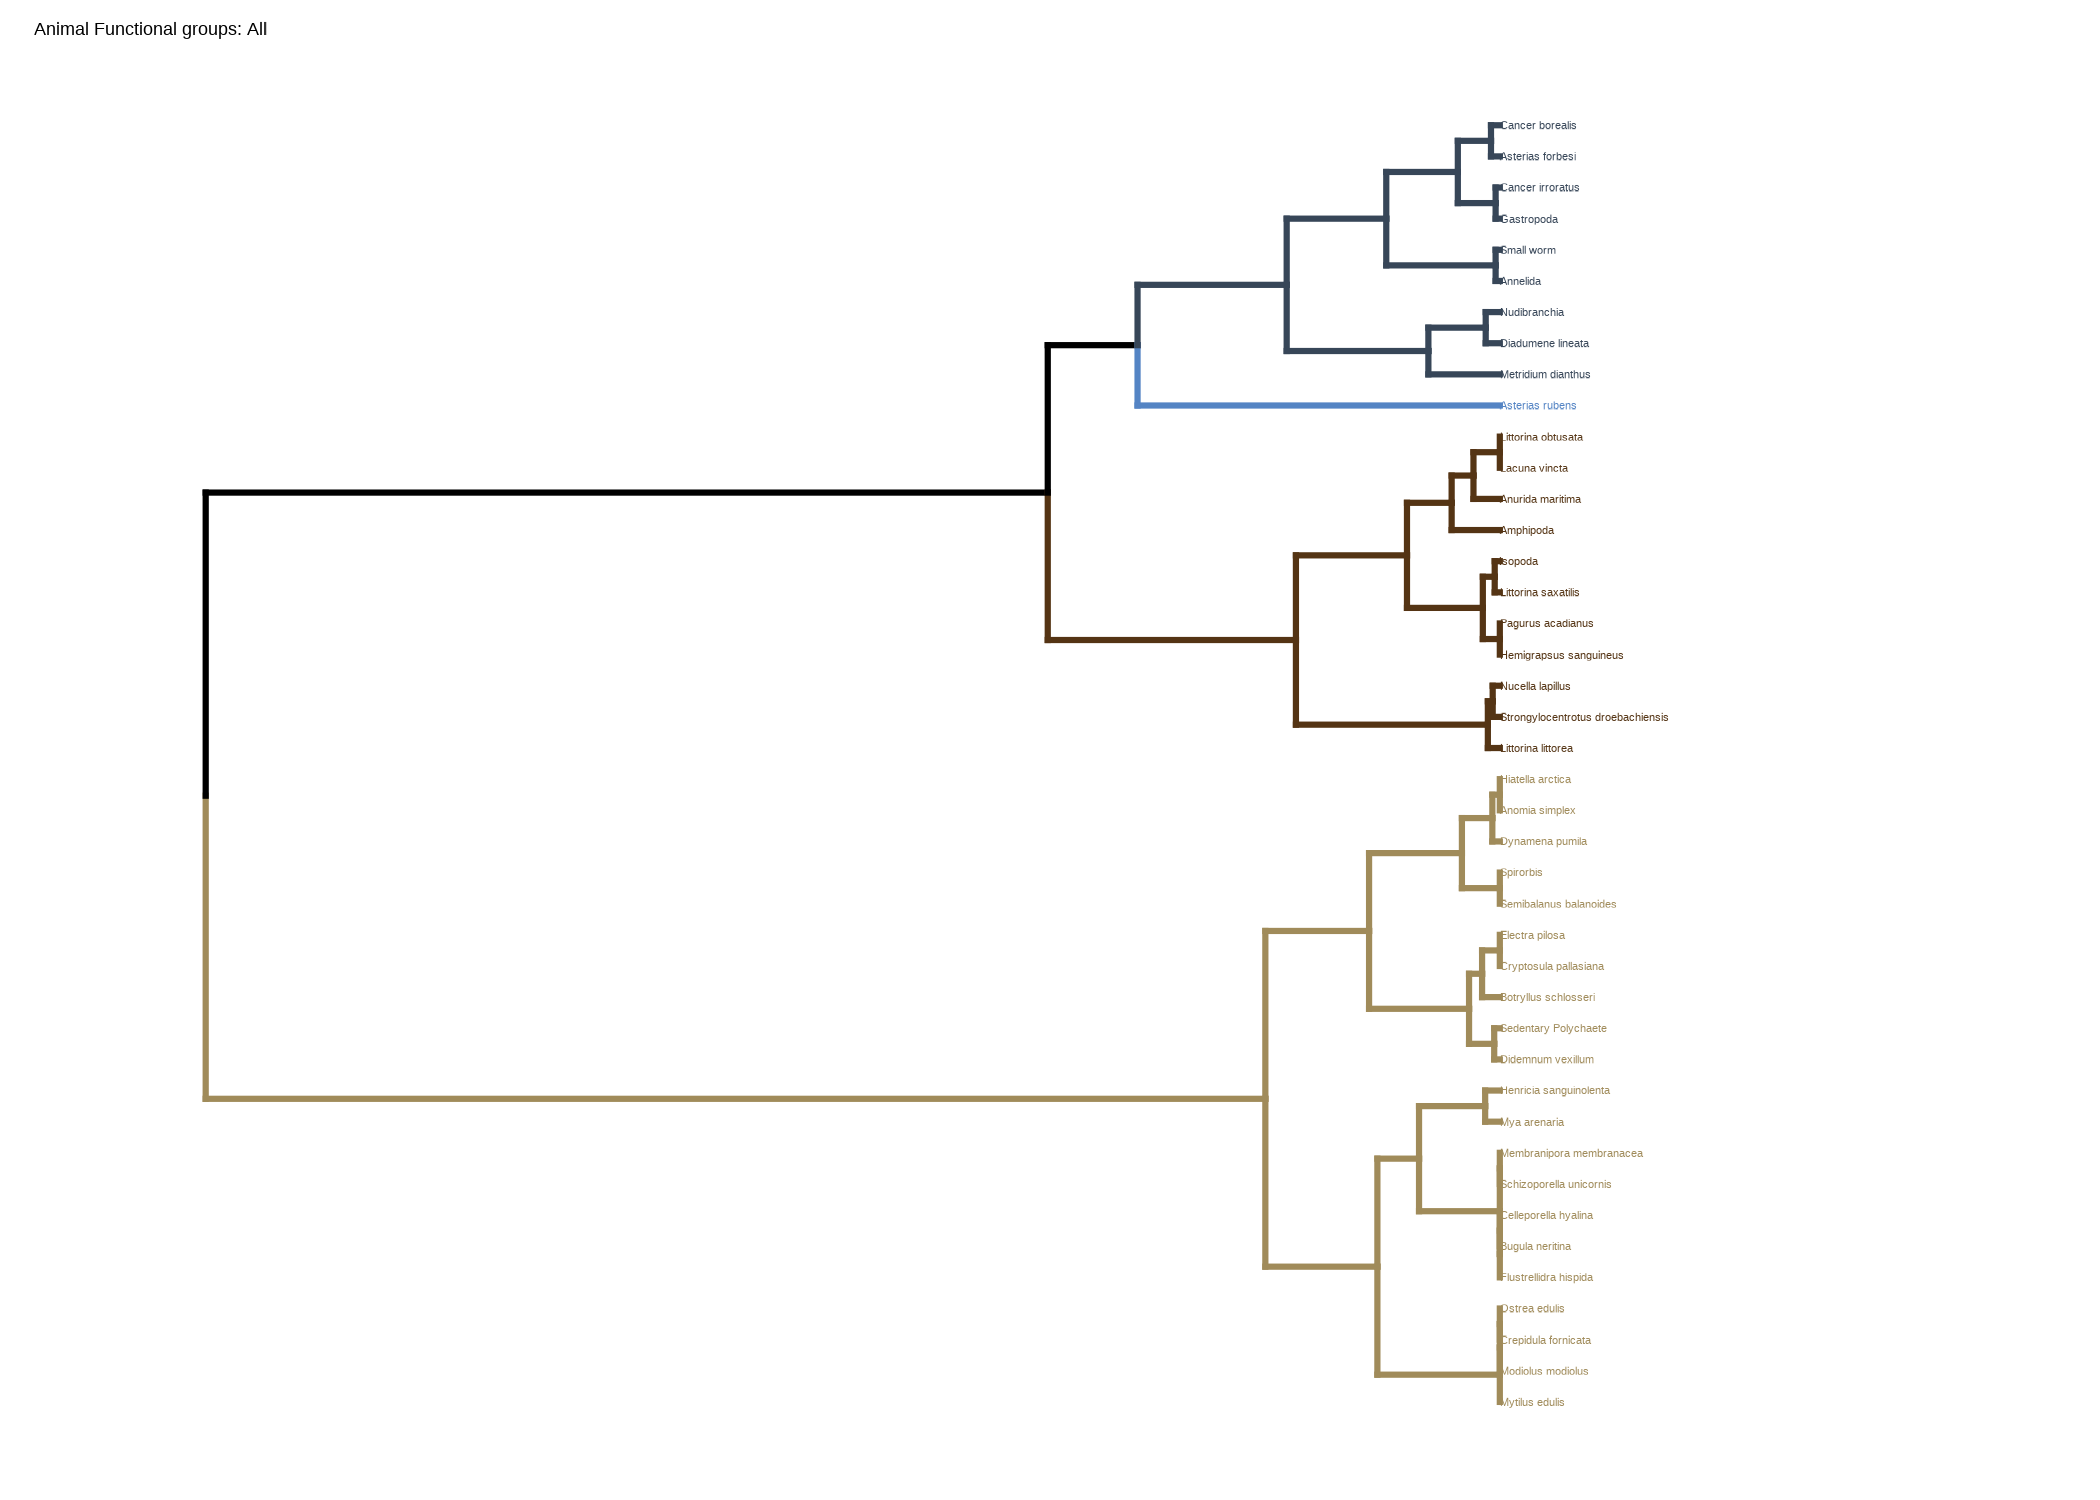 Animal Functional groups: All
Cancer borealis
Asterias forbesi
Cancer irroratus
Gastropoda
Small worm
Annelida
Nudibranchia
Diadumene lineata
Metridium dianthus
Asterias rubens
Littorina obtusata
Lacuna vincta
Anurida maritima
Amphipoda
Isopoda
Littorina saxatilis
Pagurus acadianus
Hemigrapsus sanguineus
Nucella lapillus
Strongylocentrotus droebachiensis
Littorina littorea
Hiatella arctica
Anomia simplex
Dynamena pumila
Spirorbis
Semibalanus balanoides
Electra pilosa
Cryptosula pallasiana
Botryllus schlosseri
Sedentary Polychaete
Didemnum vexillum
Henricia sanguinolenta
Mya arenaria
Membranipora membranacea
Schizoporella unicornis
Celleporella hyalina
Bugula neritina
Flustrellidra hispida
Ostrea edulis
Crepidula fornicata
Modiolus modiolus
Mytilus edulis